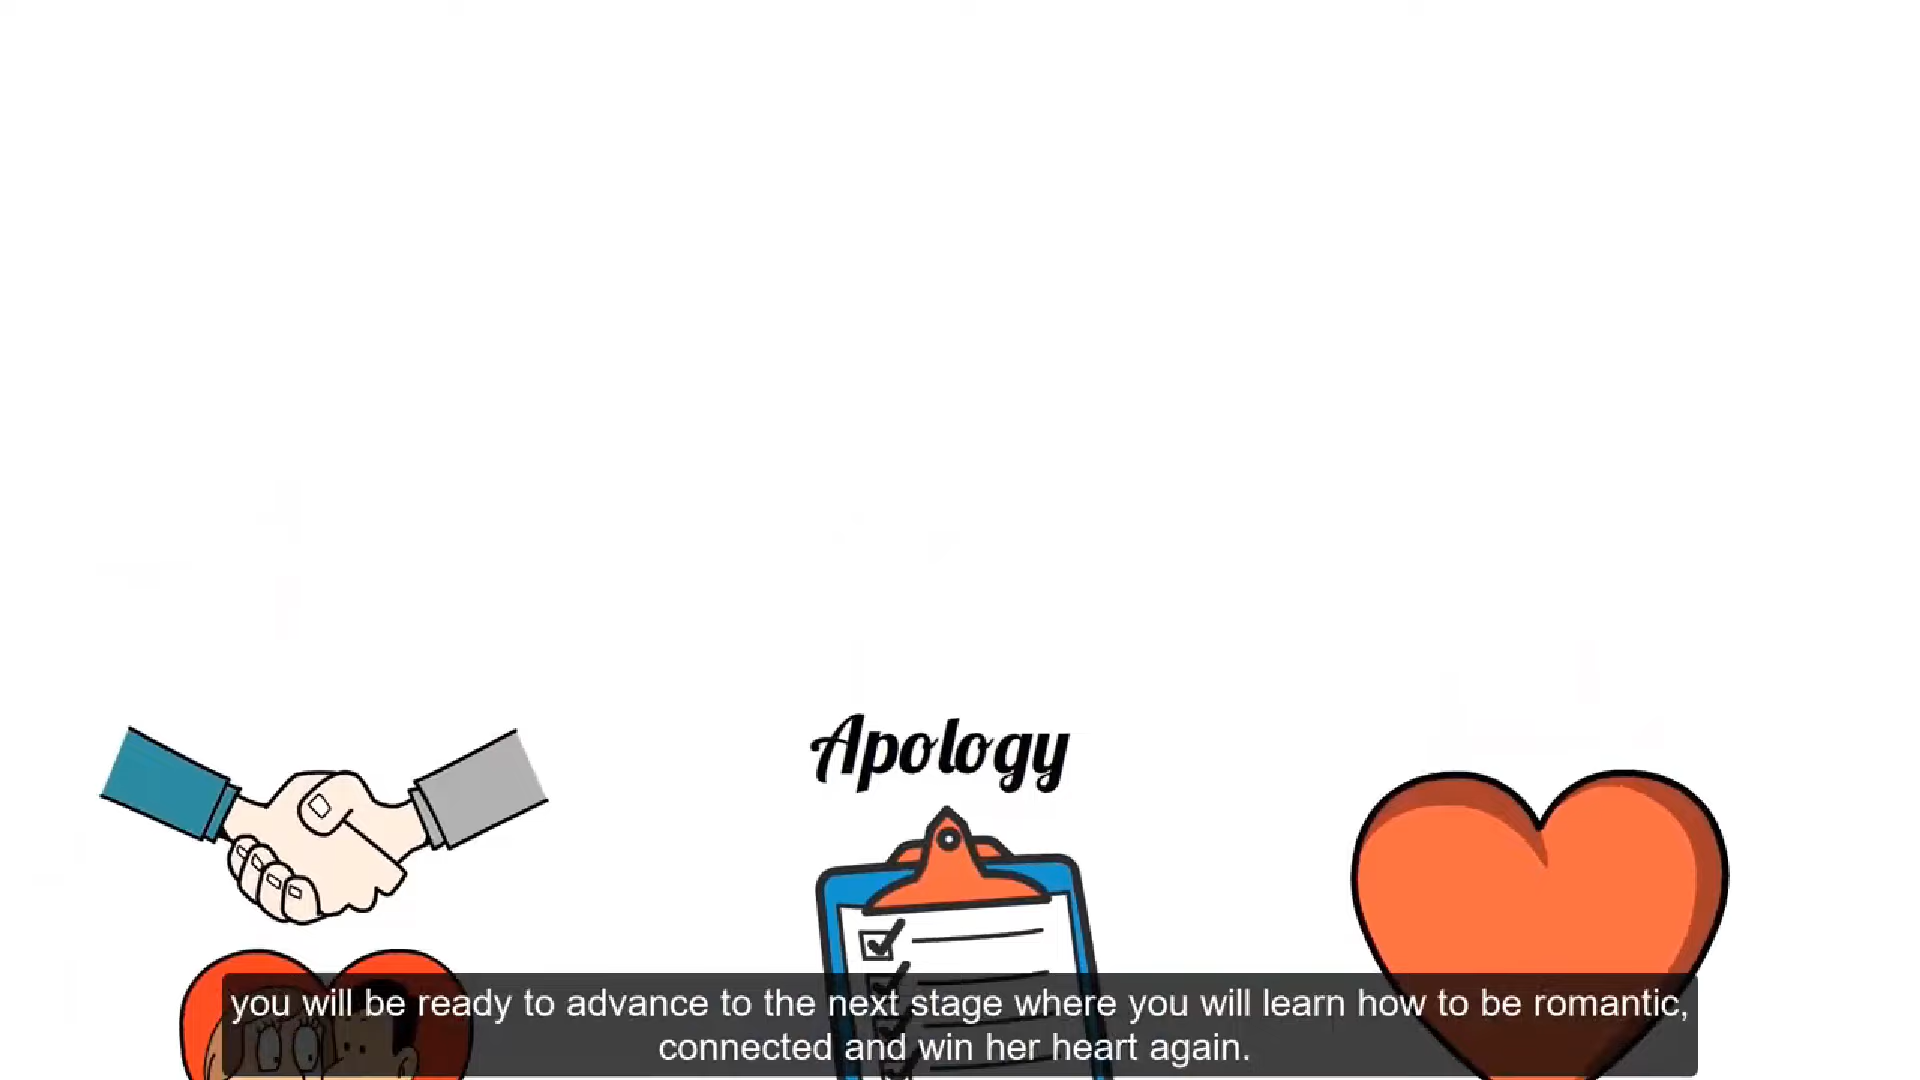 Apology
you will be ready to advance to the next stage where you will learn how to be romantic,
connected and win her heart again.